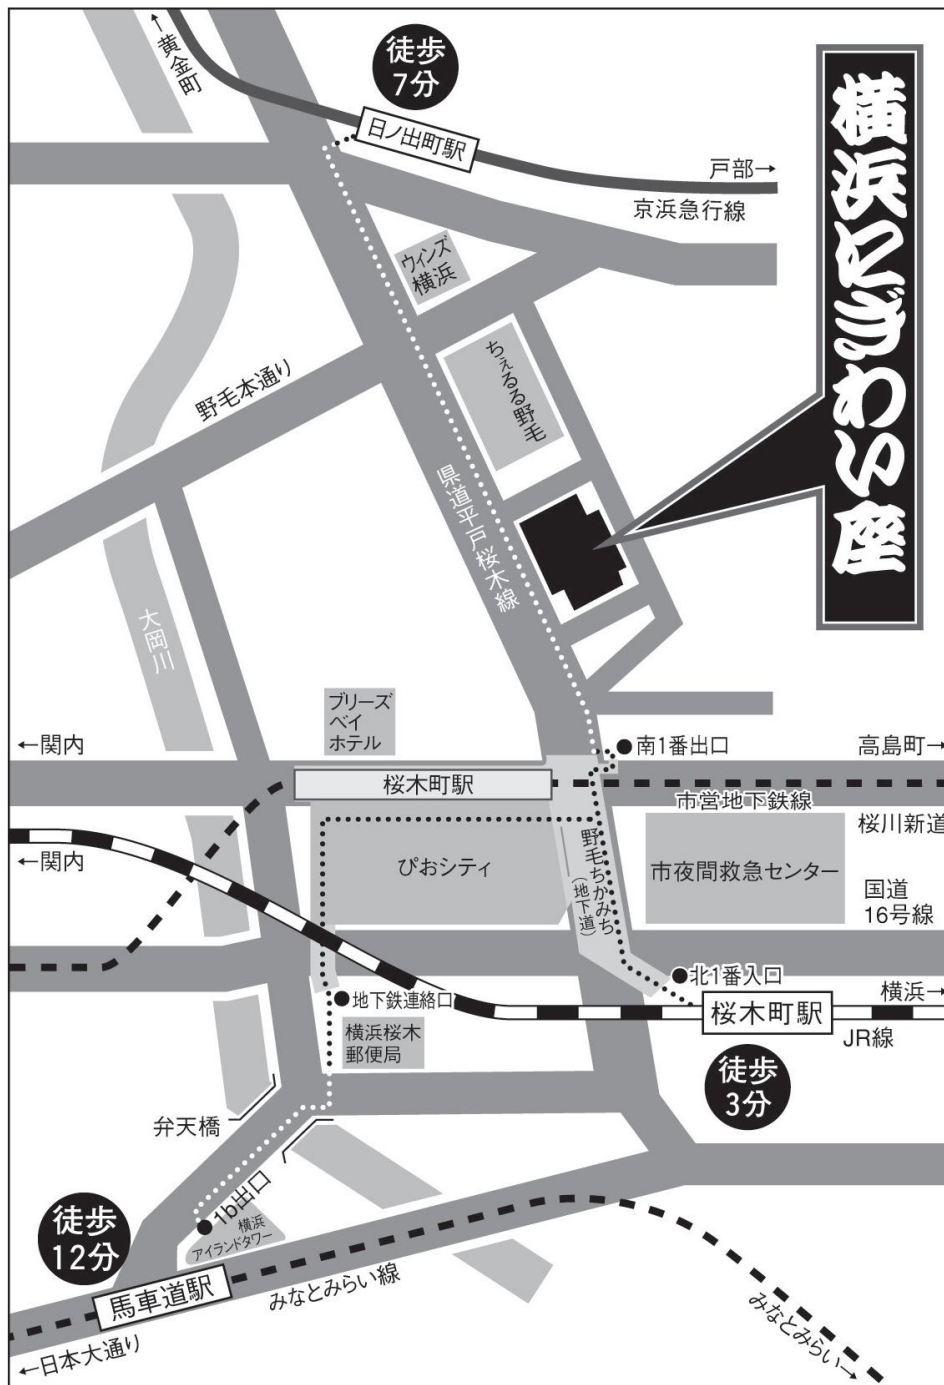 ←黄金町
徒歩
7分
日ノ出町駅
戸部→
京浜急行線
横浜にぎわい座
ウィンズ
横浜
ちぇるる野毛
野毛本通り
県道平戸桜木線
大岡川
ブリーズ
ベイ
ホテル
←関内
南1番出口
高島町→
桜木町駅
市営地下鉄線
桜川新道
←関内
ぴおシティ
野毛ちかみち
(地下道)
市夜間救急センター
国道
16号線
北1番入口
地下鉄連絡口
横浜→
桜木町駅
JR線
横浜桜木
郵便局
徒歩
3分
弁天橋
1b出口
横浜
アイランドタワー
徒歩
12分
馬車道駅
みなとみらい線
みなとみらい→
←日本大通り